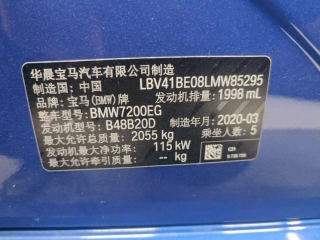 华晨宝马汽车有限公司制造
制造国：中国 LBV41BE08LMW85295
品牌：宝马(BMW)牌 发动机排量：1998 mL
整车型号：BMW7200EG
发动机型号：B48B20D 制造年月：2020-03
最大允许总质量：2055 kg 乘坐人数：5
发动机最大净功率：115 kW
最大允许牵引质量：—— kg